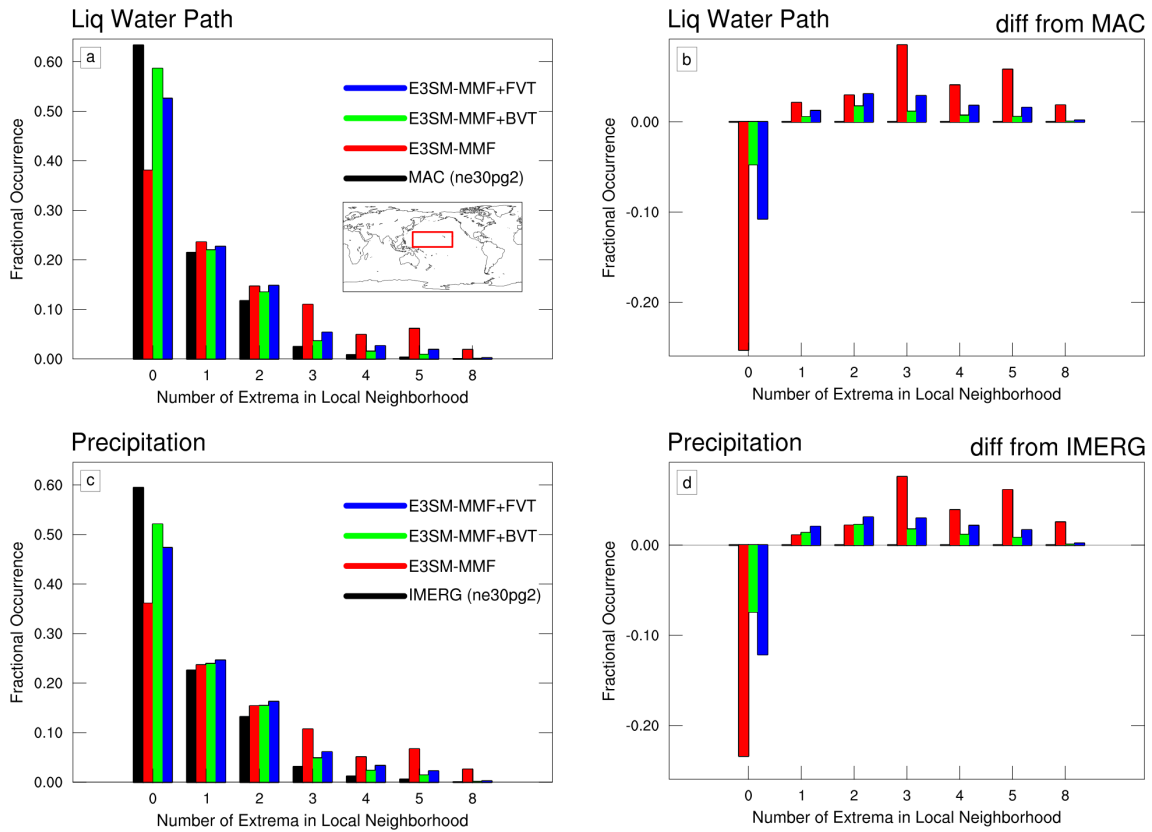 Liq Water Path
a
0.60
0.50
0.40
0.30
0.20
0.10
0.00
Fractional Occurrence
E3SM-MMF+FVT
E3SM-MMF+BVT
E3SM-MMF
MAC (ne30pg2)
0 1 2 3 4 5 8
Number of Extrema in Local Neighborhood
Liq Water Path diff from MAC
b
0.00
-0.10
-0.20
Fractional Occurrence
0 1 2 3 4 5 8
Number of Extrema in Local Neighborhood
Precipitation
c
0.60
0.50
0.40
0.30
0.20
0.10
0.00
Fractional Occurrence
E3SM-MMF+FVT
E3SM-MMF+BVT
E3SM-MMF
IMERG (ne30pg2)
0 1 2 3 4 5 8
Number of Extrema in Local Neighborhood
Precipitation diff from IMERG
d
0.00
-0.10
-0.20
Fractional Occurrence
0 1 2 3 4 5 8
Number of Extrema in Local Neighborhood